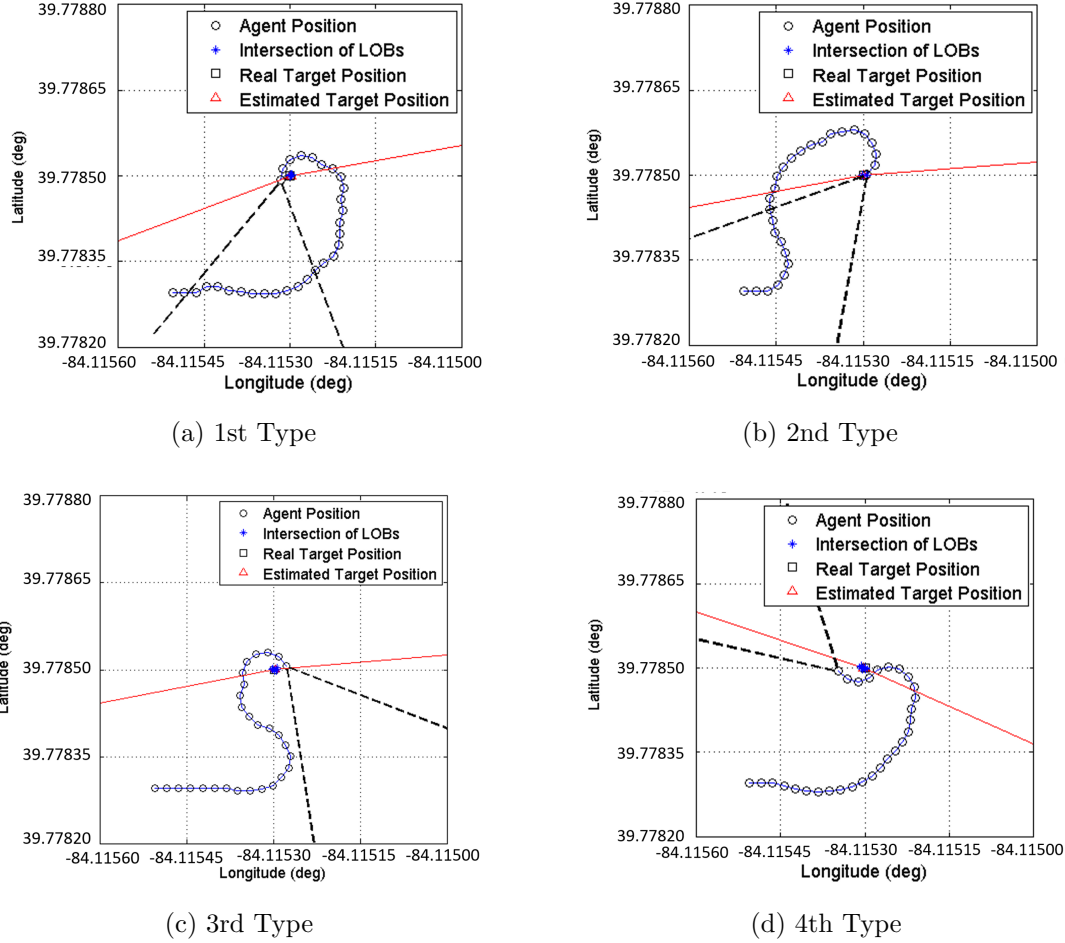 39.77880
39.77865
39.77850
39.77835
39.77820
Latitude (deg)
Agent Position
Intersection of LOBs
Real Target Position
Estimated Target Position
-84.11560 -84.11545 -84.11530 -84.11515 -84.11500
Longitude (deg)
(a) 1st Type
39.77880
39.77865
39.77850
39.77835
39.77820
Latitude (deg)
Agent Position
Intersection of LOBs
Real Target Position
Estimated Target Position
-84.11560 -84.11545 -84.11530 -84.11515 -84.11500
Longitude (deg)
(b) 2nd Type
39.77880
39.77865
39.77850
39.77835
39.77820
Latitude (deg)
Agent Position
Intersection of LOBs
Real Target Position
Estimated Target Position
-84.11560 -84.11545 -84.11530 -84.11515 -84.11500
Longitude (deg)
(c) 3rd Type
39.77880
39.77865
39.77850
39.77835
39.77820
Latitude (deg)
Agent Position
Intersection of LOBs
Real Target Position
Estimated Target Position
-84.11560 -84.11545 -84.11530 -84.11515 -84.11500
Longitude (deg)
(d) 4th Type